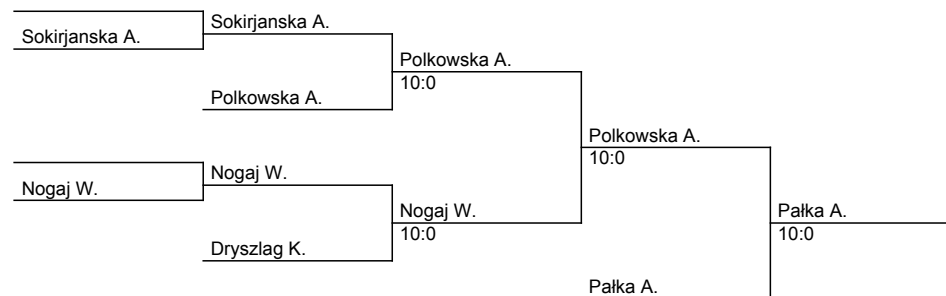 Sokirjanska A.
Sokirjanska A.
Polkowska A.
10:0
Polkowska A.
Polkowska A.
10:0
Nogaj W.
Nogaj W.
Nogaj W.
10:0
Dryszlag K.
Pałka A.
10:0
Pałka A.